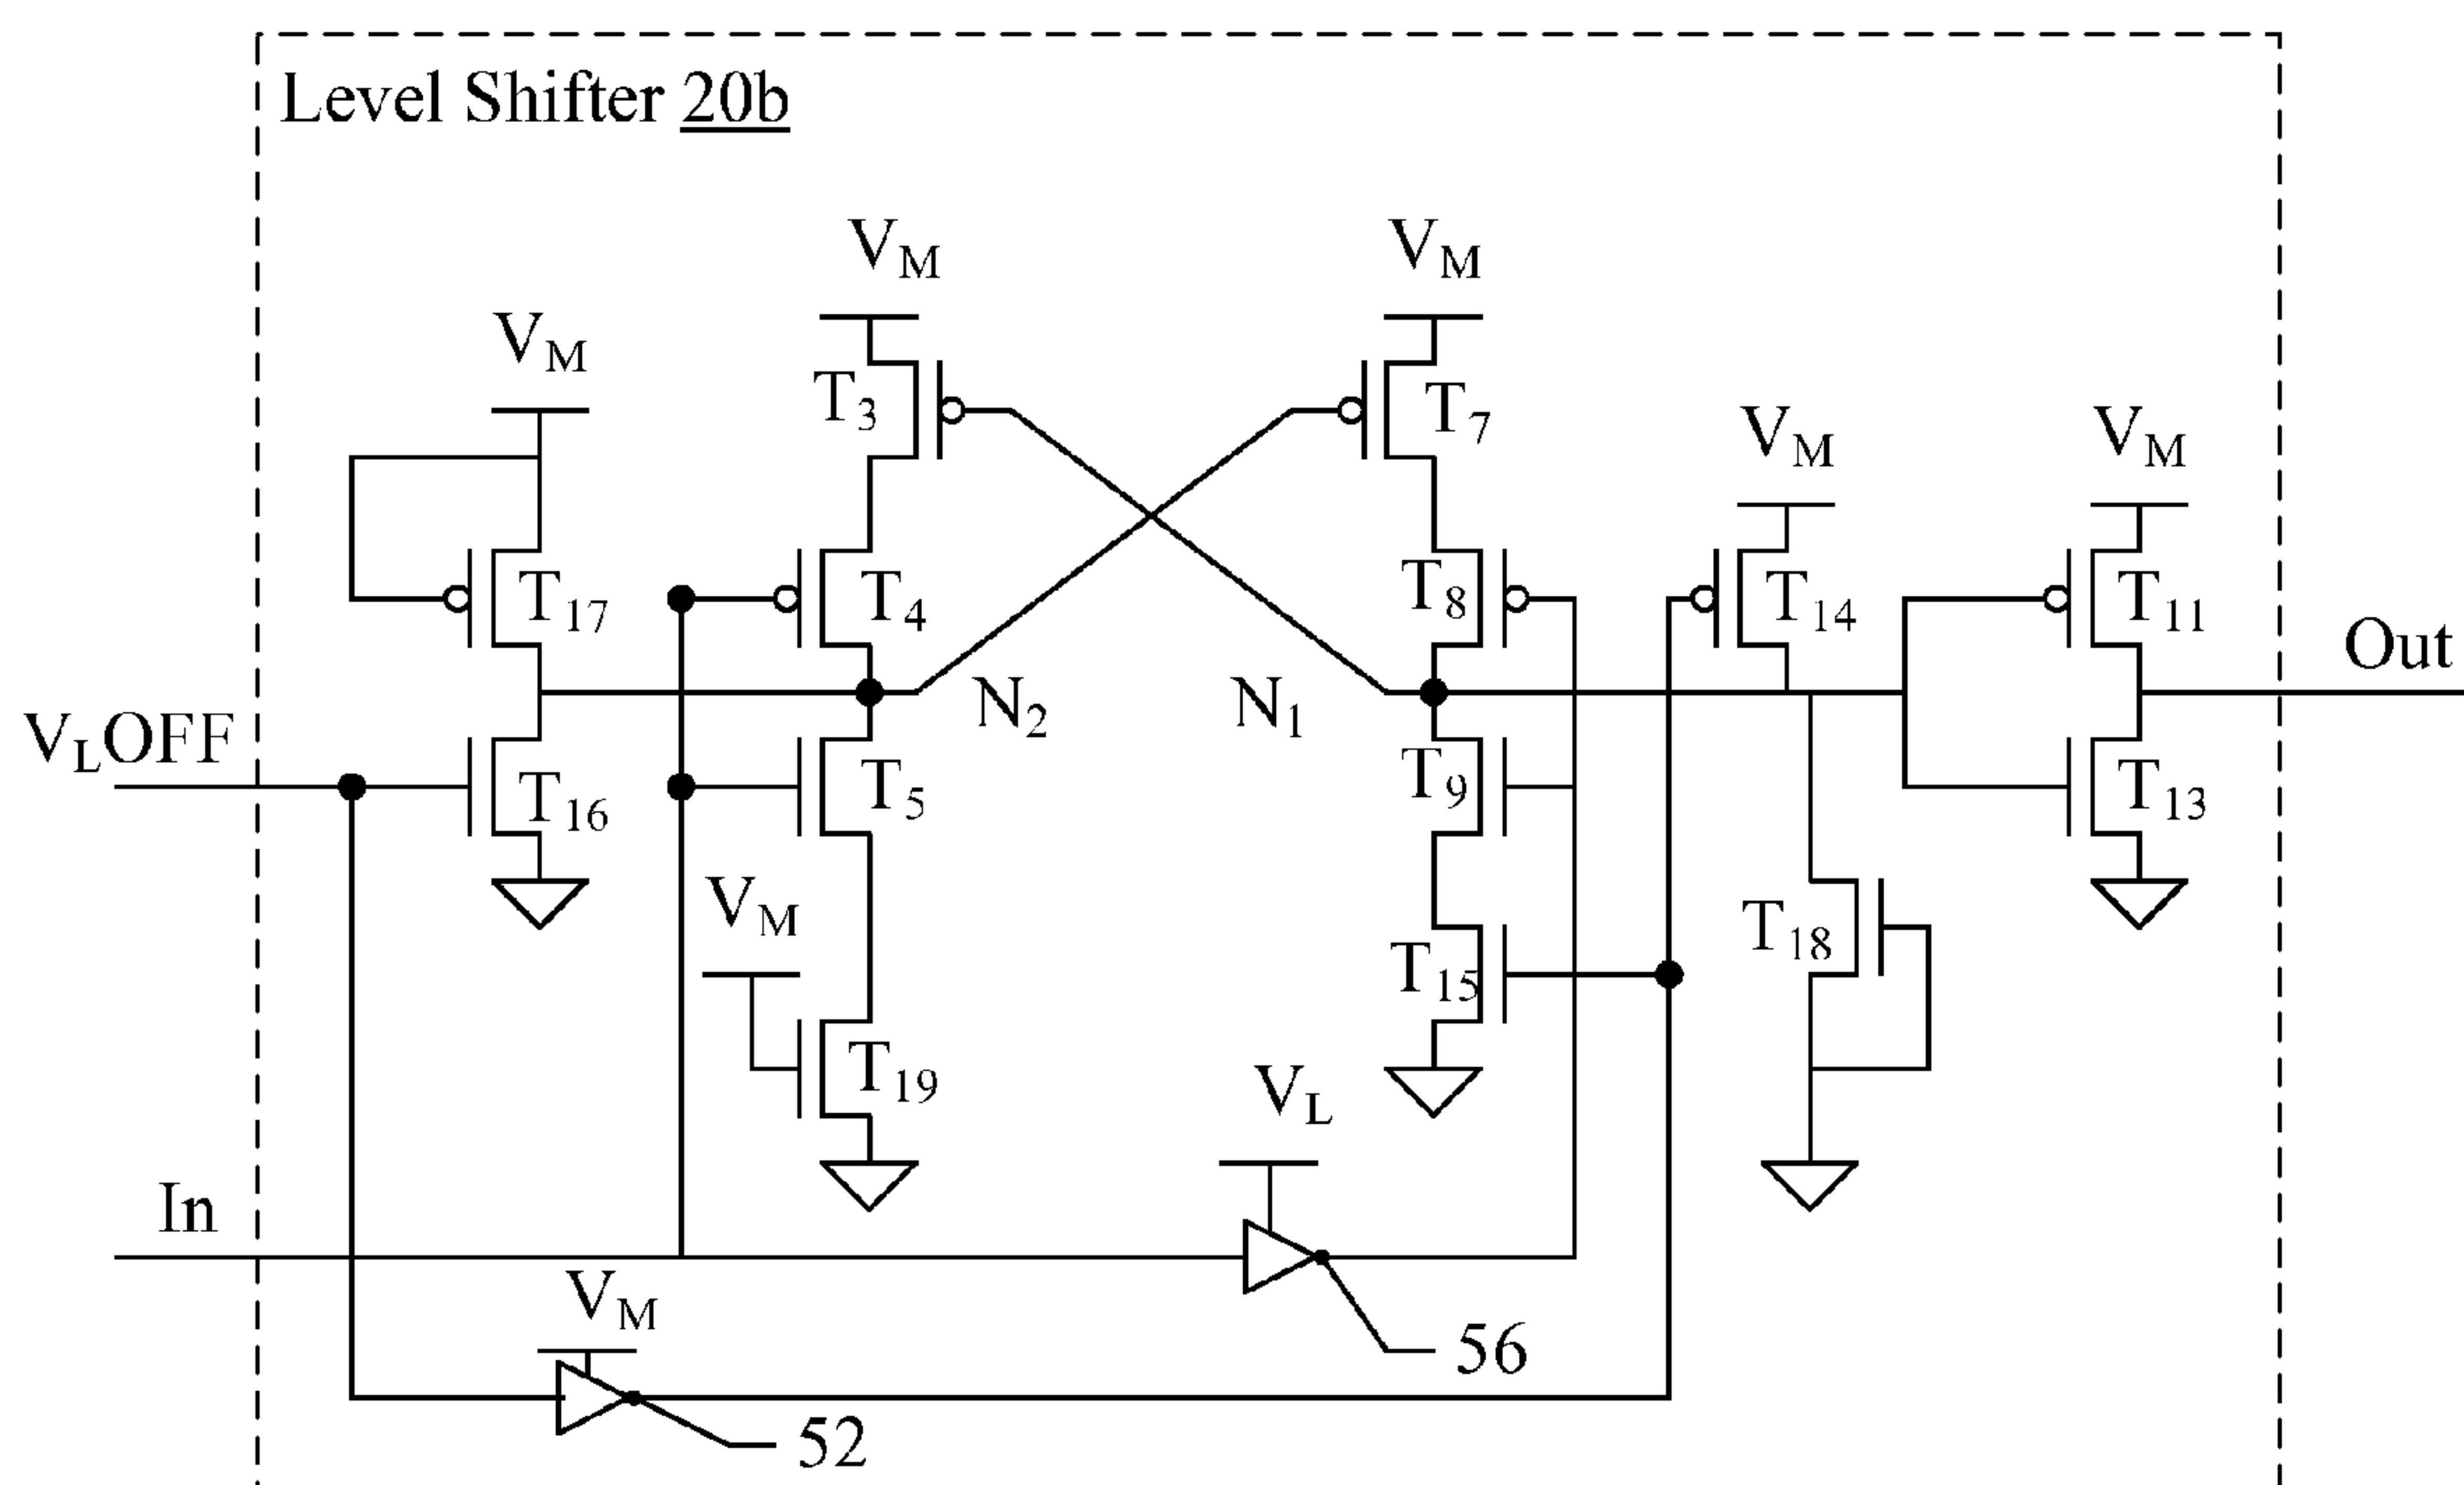 Level Shifter 20b
VM
VM
VM
VM
VM
T3
T7
T17
T4
T8
T14
T11
Out
N2
N1
VLOFF
T16
T5
T9
T13
VM
T18
T15
T19
VL
In
VM
56
52